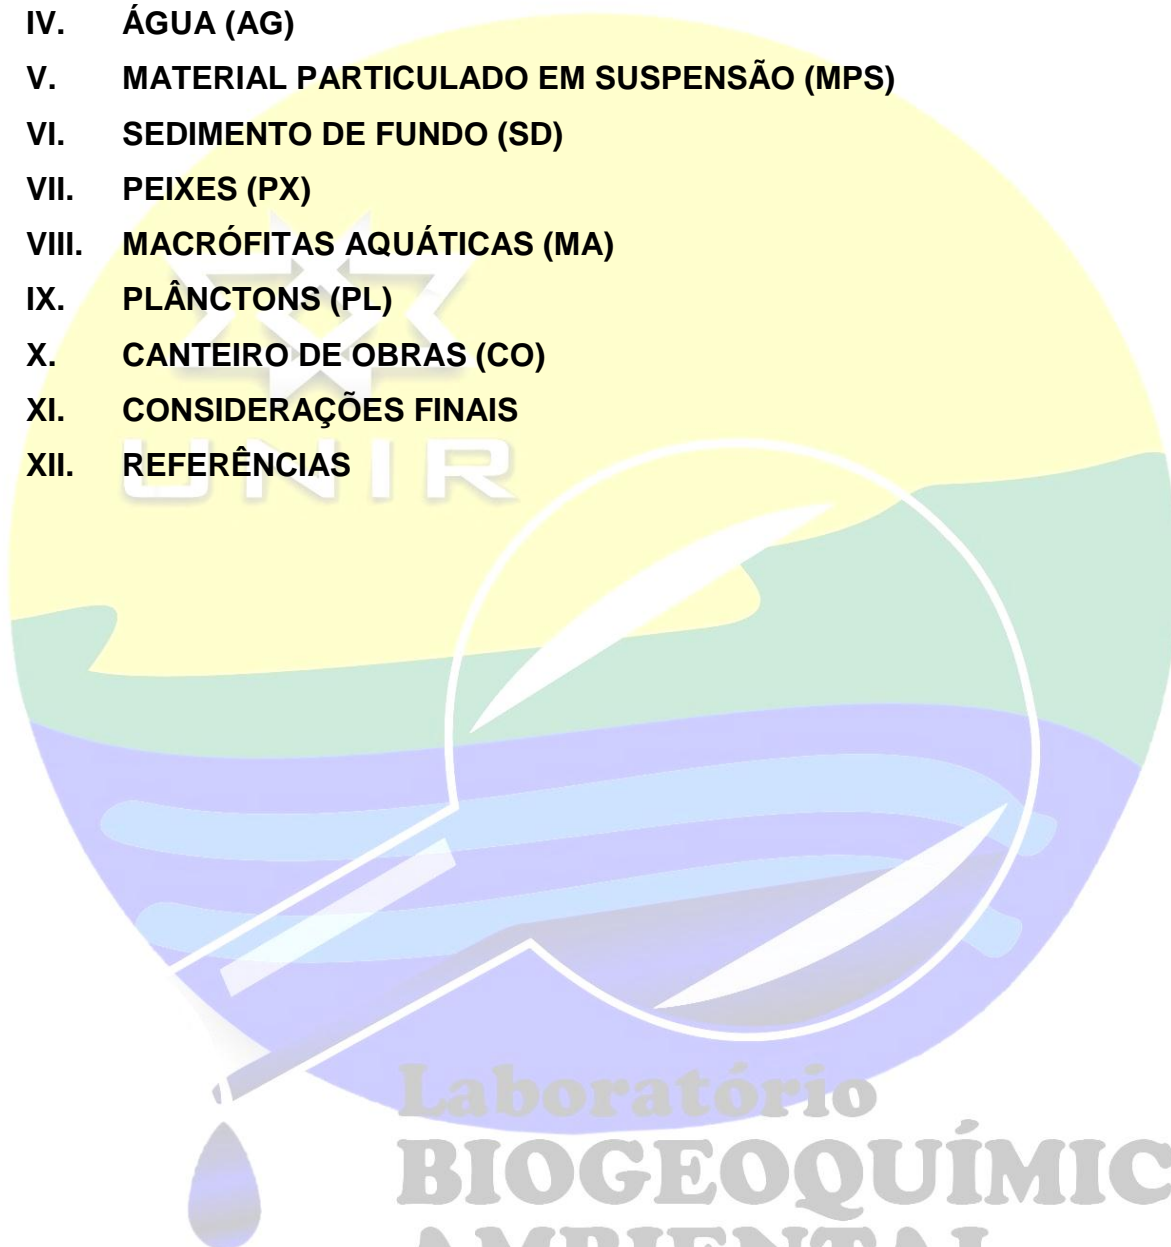 IV. ÁGUA (AG)
V. MATERIAL PARTICULADO EM SUSPENSÃO (MPS)
VI. SEDIMENTO DE FUNDO (SD)
VII. PEIXES (PX)
VIII. MACRÓFITAS AQUÁTICAS (MA)
IX. PLÂNCTONS (PL)
X. CANTEIRO DE OBRAS (CO)
XI. CONSIDERAÇÕES FINAIS
XII. REFERÊNCIAS
UNIR
Laboratório
BIOGEOQUÍMIC
AMBIENTAL